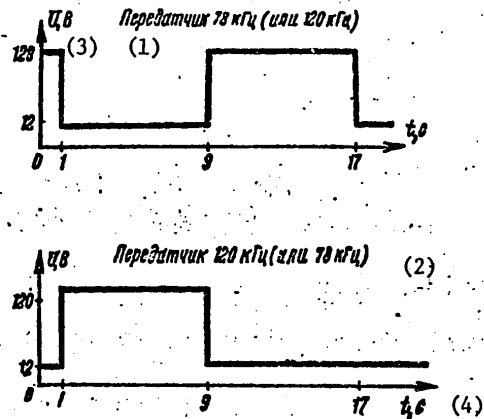 U,В Передатчик 78 кГц (или 120 кГц)
120 (3) (1)
12
t,с
0 1 9 17
U,В Передатчик 120 кГц (или 78 кГц)
(2)
120
12
0 1 9 17 t,с (4)